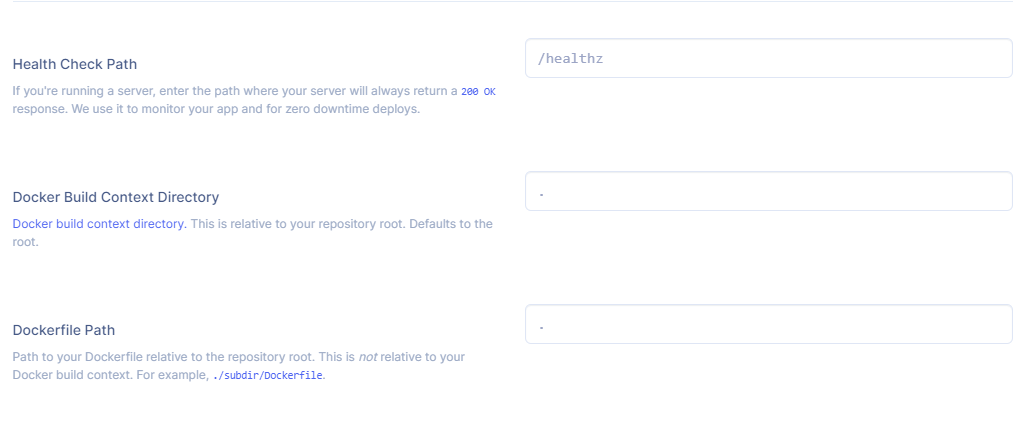 Health Check Path
/healthz
If you're running a server, enter the path where your server will always return a 200 OK
response. We use it to monitor your app and for zero downtime deploys.
Docker Build Context Directory
.
Docker build context directory. This is relative to your repository root. Defaults to the
root.
Dockerfile Path
.
Path to your Dockerfile relative to the repository root. This is not relative to your
Docker build context. For example, ./subdir/Dockerfile.